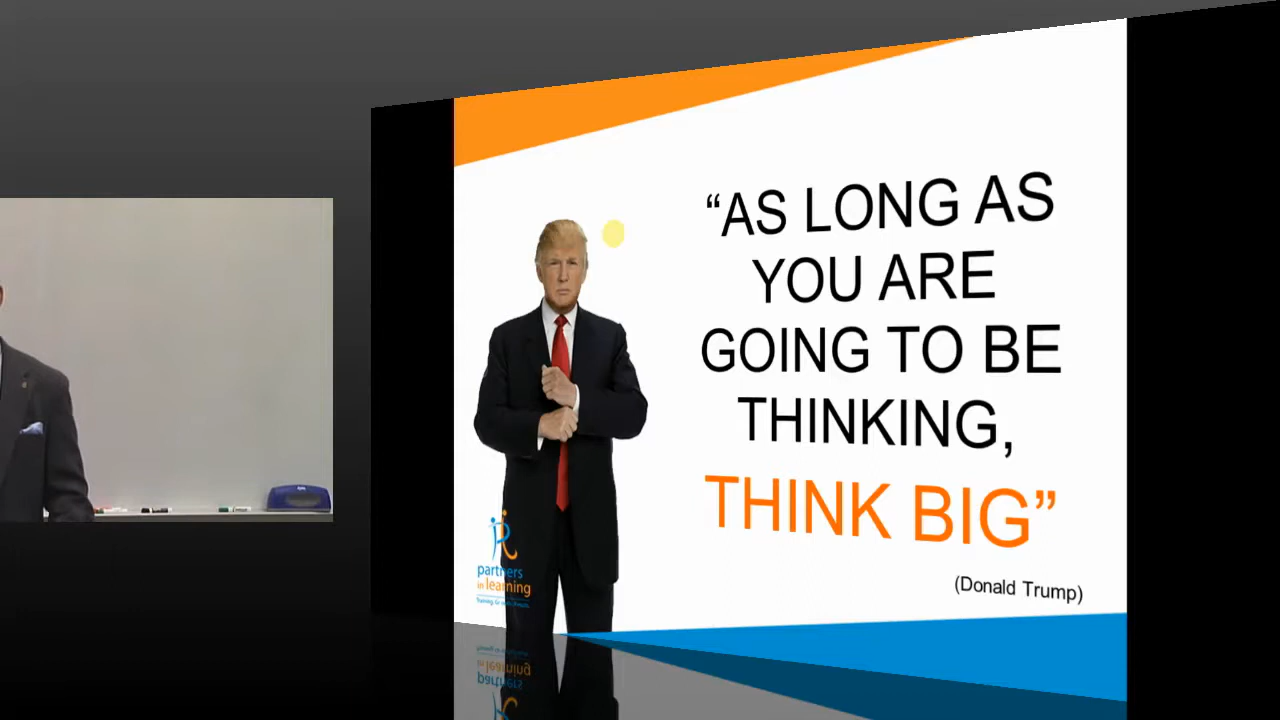 “AS LONG AS
YOU ARE
GOING TO BE
THINKING,
THINK BIG”
(Donald Trump)
partners
in learning